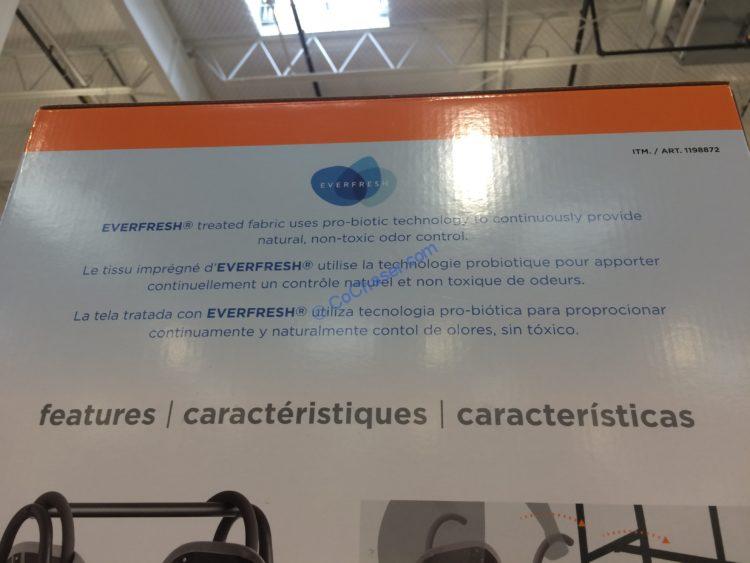 ITM. / ART. 1198872
EVERFRESH
EVERFRESH® treated fabric uses pro-biotic technology to continuously provide
natural, non-toxic odor control.
Le tissu imprégné d'EVERFRESH® utilise la technologie probiotique pour apporter
continuellement un contrôle naturel et non toxique de odeurs.
La tela tratada con EVERFRESH® utiliza tecnologia pro-biótica para proprocionar
continuamente y naturalmente contol de olores, sin tóxico.
@ CoChaser.com
features | caractéristiques | características